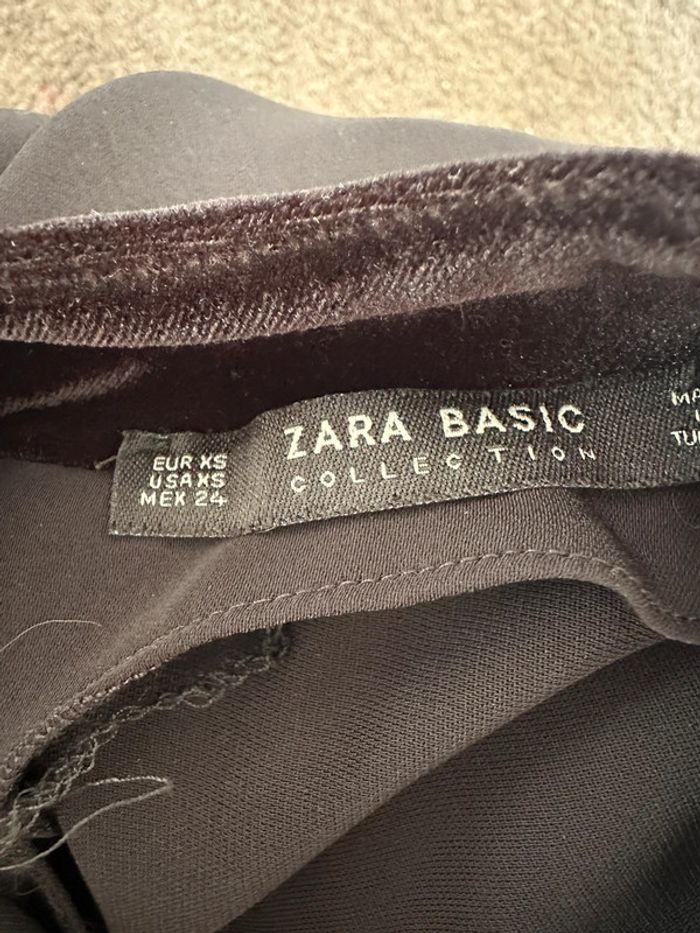 EUR XS
USA XS
MEX 24
ZARA BASIC
COLLECTION